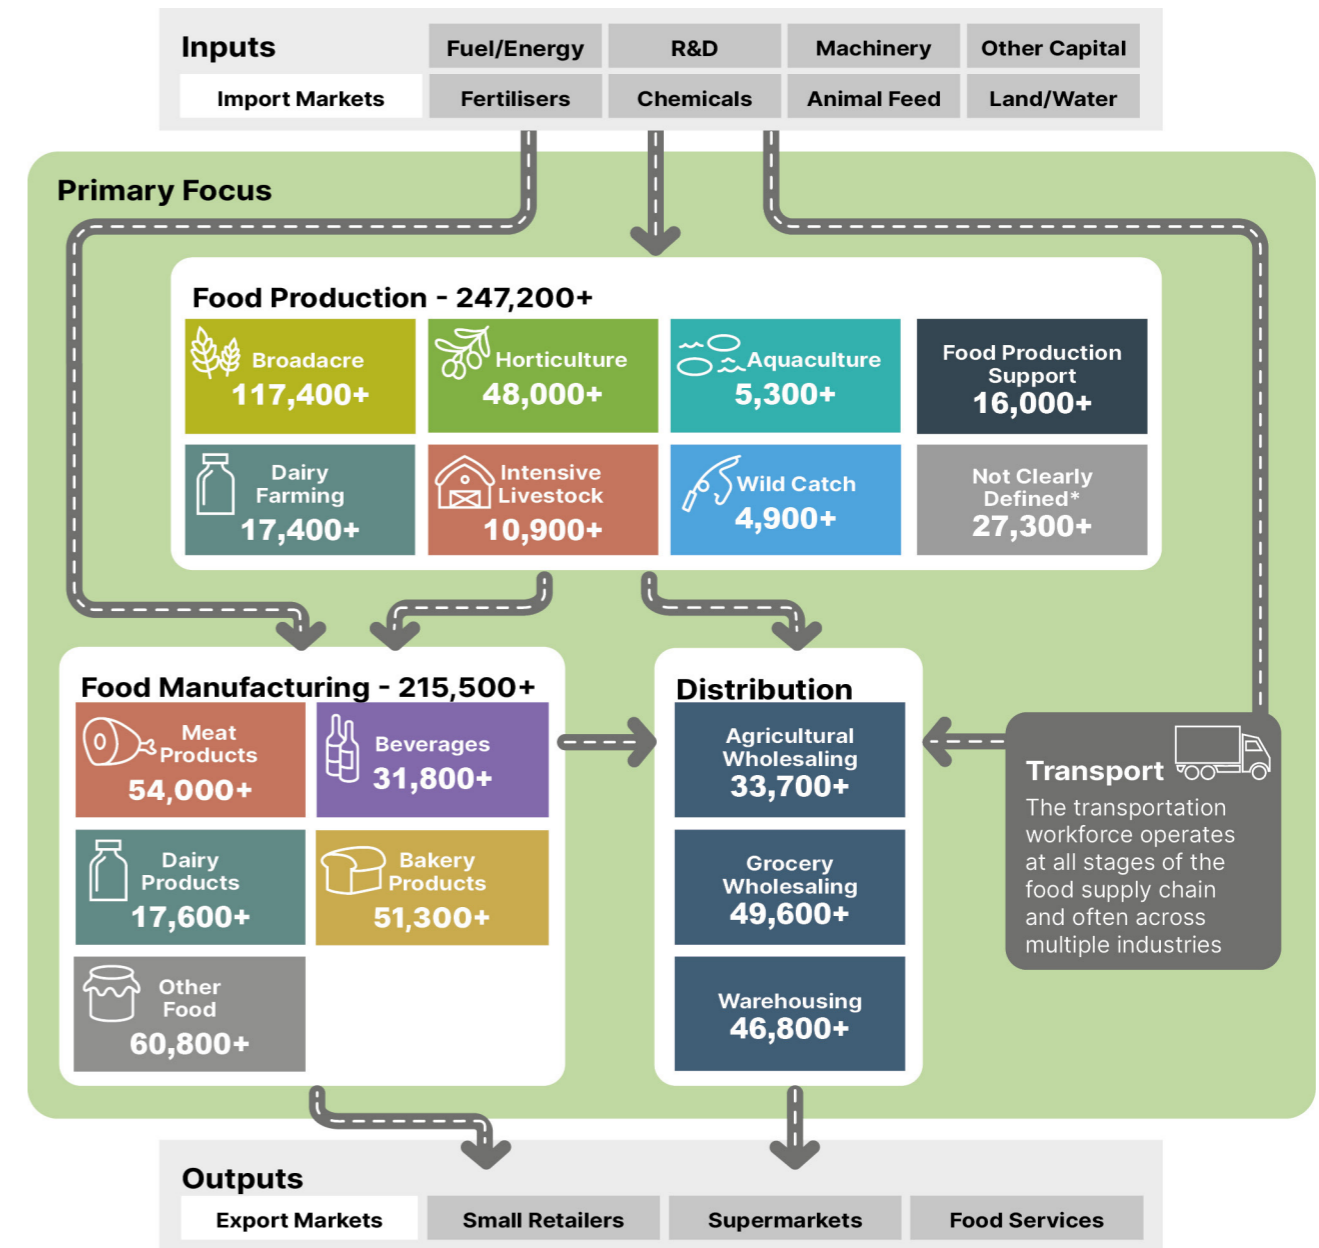 Inputs
Fuel/Energy
R&D
Machinery
Other Capital
Import Markets
Fertilisers
Chemicals
Animal Feed
Land/Water
Primary Focus
Food Production - 247,200+
Broadacre
117,400+
Horticulture
48,000+
Aquaculture
5,300+
Food Production
Support
16,000+
Dairy
Farming
17,400+
Intensive
Livestock
10,900+
Wild Catch
4,900+
Not Clearly
Defined*
27,300+
Food Manufacturing - 215,500+
Meat
Products
54,000+
Beverages
31,800+
Dairy
Products
17,600+
Bakery
Products
51,300+
Other
Food
60,800+
Distribution
Agricultural
Wholesaling
33,700+
Grocery
Wholesaling
49,600+
Warehousing
46,800+
Transport
The transportation
workforce operates
at all stages of the
food supply chain
and often across
multiple industries
Outputs
Export Markets
Small Retailers
Supermarkets
Food Services